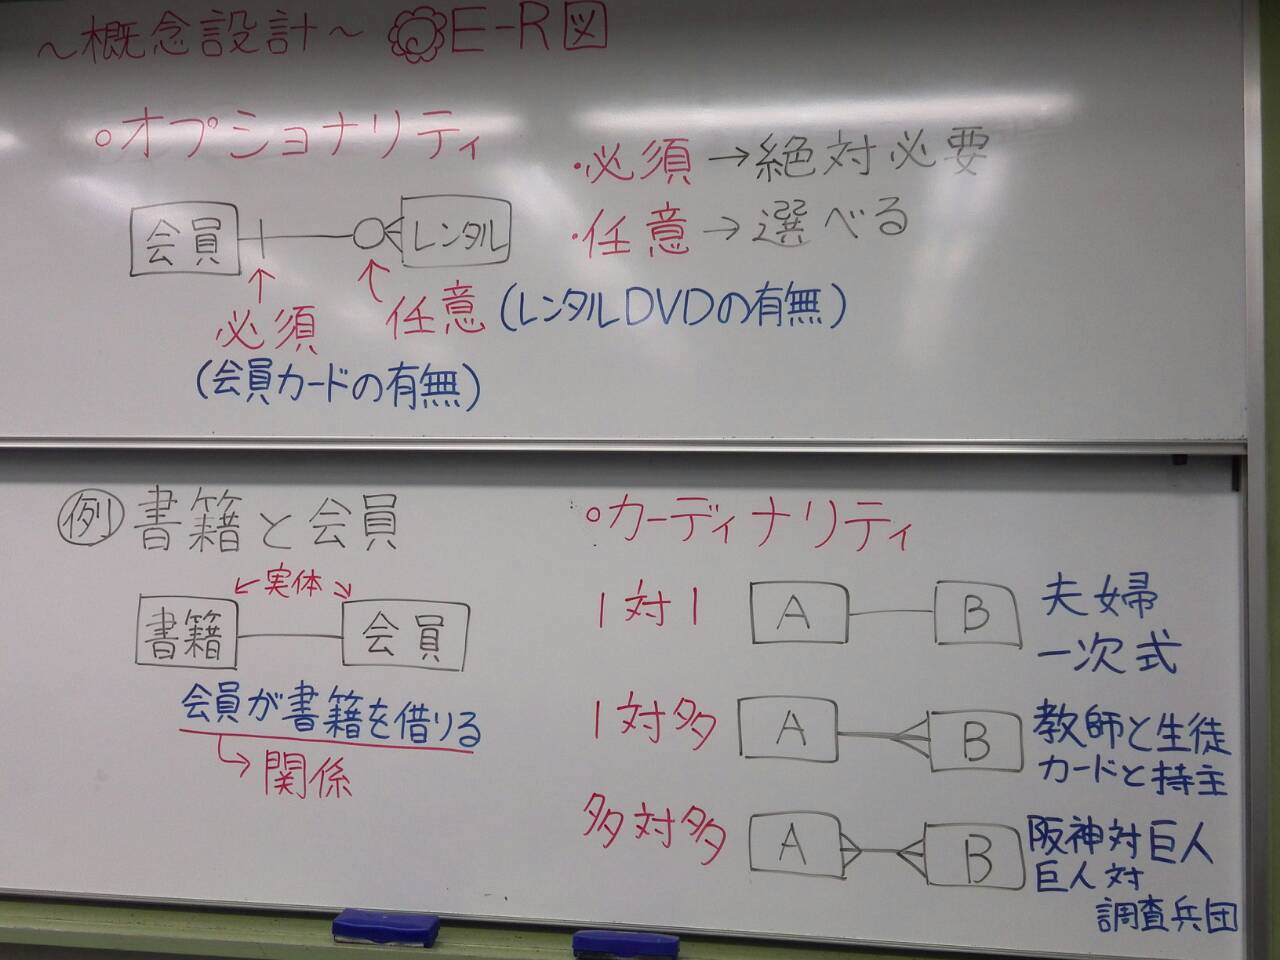 ～概念設計～ E-R図
○オプショナリティ
・必須→絶対必要
・任意→選べる
会員 レンタル
必須
(会員カードの有無)
任意 (レンタルDVDの有無)
例 書籍と会員
実体
書籍 会員
会員が書籍を借りる
関係
○カーディナリティ
1対1 A B 夫婦
一次式
1対多 A B 教師と生徒
カードと持主
多対多 A B 阪神対巨人
巨人対
調査兵団